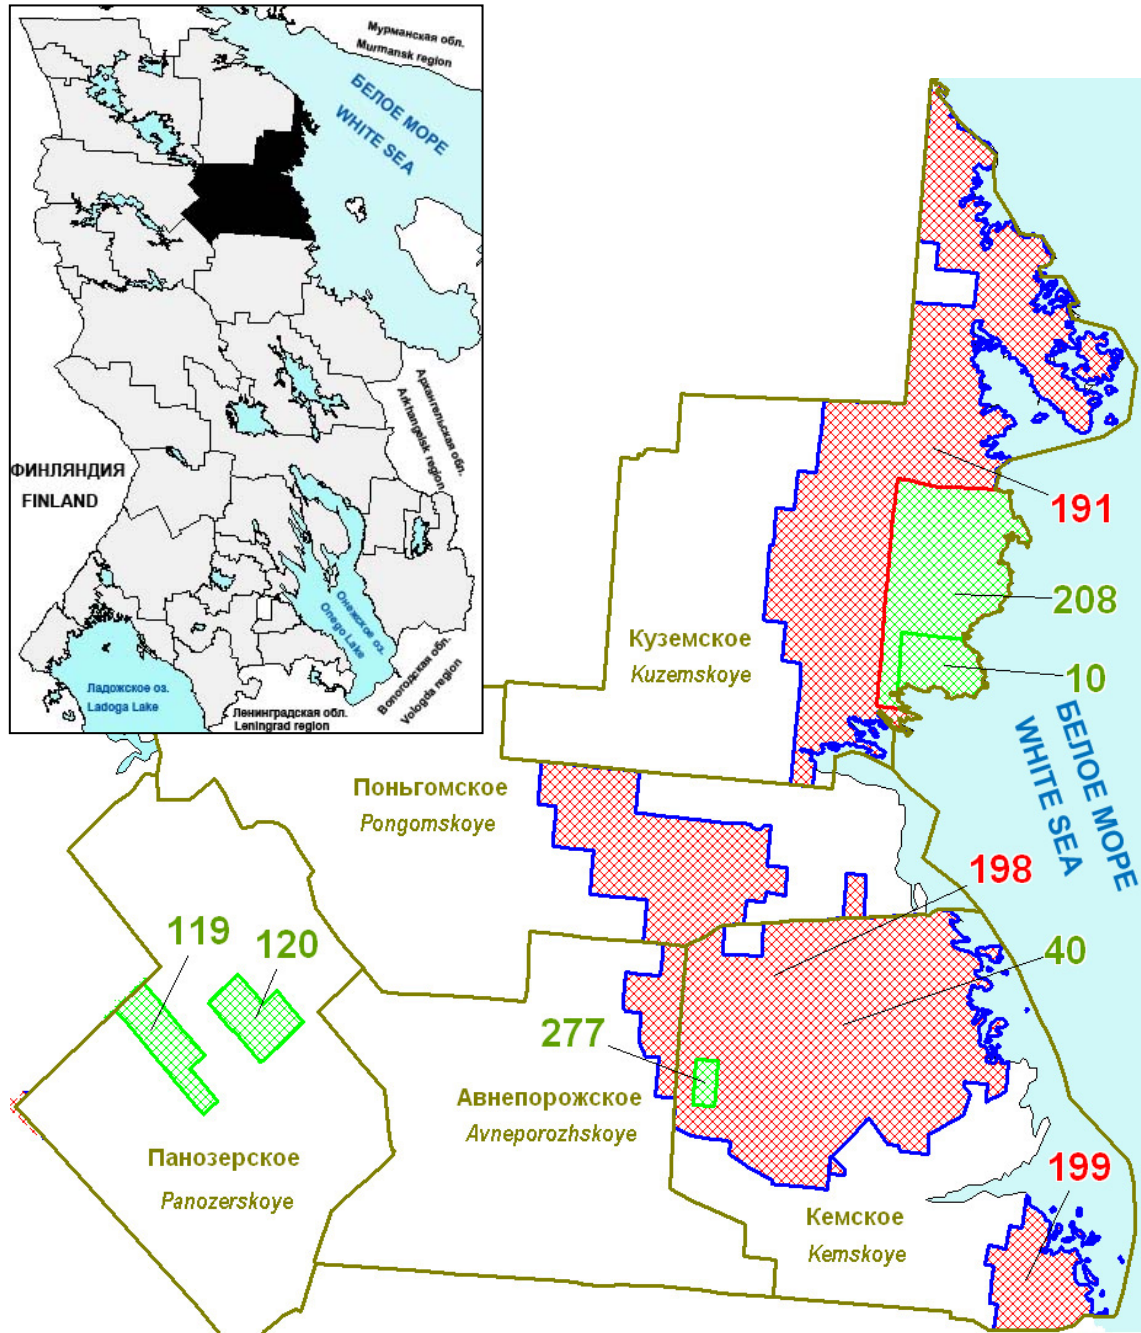 Мурманская обл.
Murmansk region
БЕЛОЕ МОРЕ
WHITE SEA
Архангельская обл.
Arkhangelsk region
ФИНЛЯНДИЯ
FINLAND
Онежское оз.
Onego Lake
Ладожское оз.
Ladoga Lake
Вологодская обл.
Vologda region
Ленинградская обл.
Leningrad region
191
208
10
Куземское
Kuzemskoye
БЕЛОЕ МОРЕ
WHITE SEA
Поньгомское
Pongomskoye
198
40
119
120
277
Авнепорожское
Avneporozhskoye
Панозерское
Panozerskoye
199
Кемское
Kemskoye